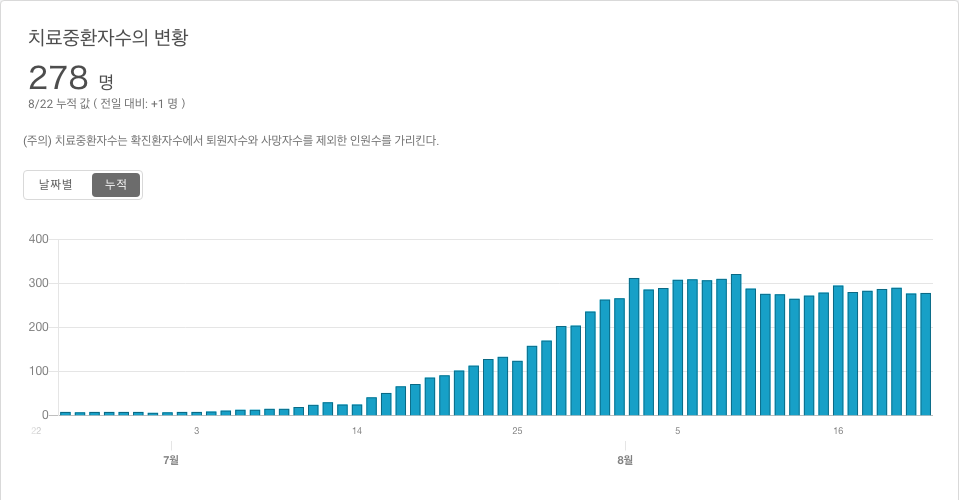 치료중환자수의 변황
278 명
8/22 누적 값 ( 전일 대비: +1 명 )
(주의) 치료중환자수는 확진환자수에서 퇴원자수와 사망자수를 제외한 인원수를 가리킨다.
날짜별 누적
400
300
200
100
0
22 3 14 25 5 16
7월 8월